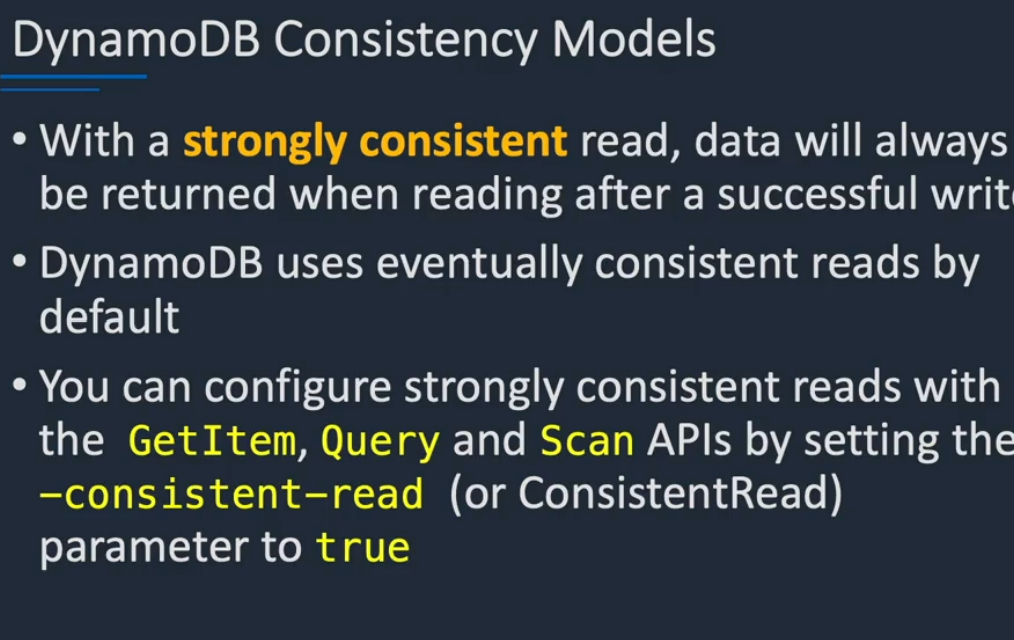 DynamoDB Consistency Models
• With a strongly consistent read, data will always
be returned when reading after a successful write
• DynamoDB uses eventually consistent reads by
default
• You can configure strongly consistent reads with
the GetItem, Query and Scan APIs by setting the
–consistent–read (or ConsistentRead)
parameter to true